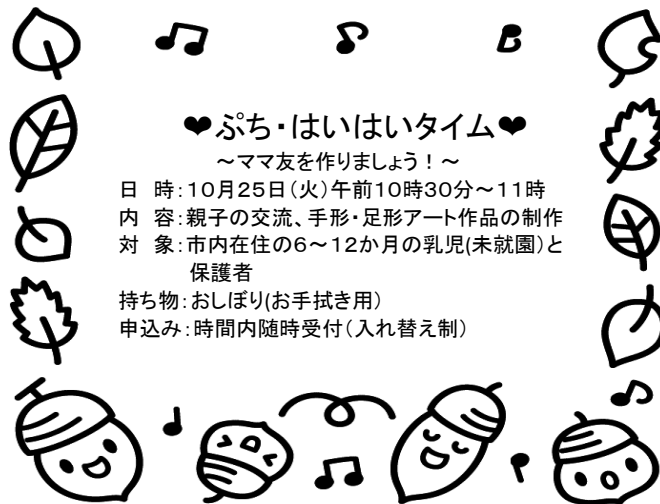 ❤ぷち・はいはいタイム❤
～ママ友を作りましょう！～
日　時：１０月２５日（火）午前１０時３０分～１１時
内　容：親子の交流、手形・足形アート作品の制作
対　象：市内在住の６～１２か月の乳児(未就園)と
保護者
持ち物：おしぼり(お手拭き用)
申込み：時間内随時受付（入れ替え制）